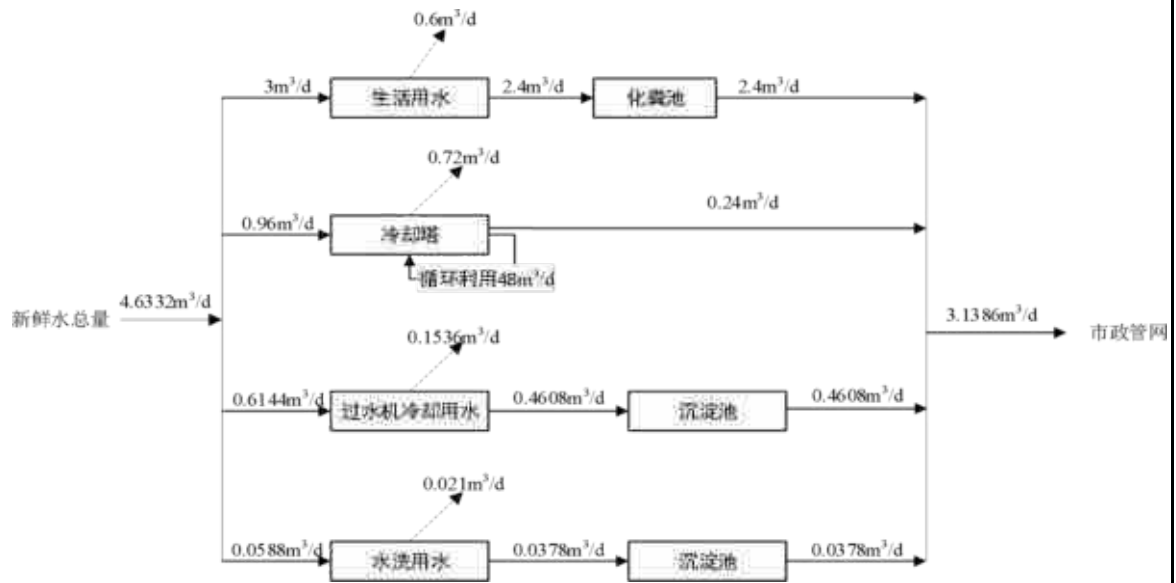 0.6m³/d
3m³/d
生活用水
2.4m³/d
化粪池
2.4m³/d
0.72m³/d
0.96m³/d
冷却塔
0.24m³/d
循环利用48m³/d
新鲜水总量
4.6332m³/d
3.1386m³/d
市政管网
0.1536m³/d
0.6144m³/d
过水机冷却用水
0.4608m³/d
沉淀池
0.4608m³/d
0.021m³/d
0.0588m³/d
水洗用水
0.0378m³/d
沉淀池
0.0378m³/d